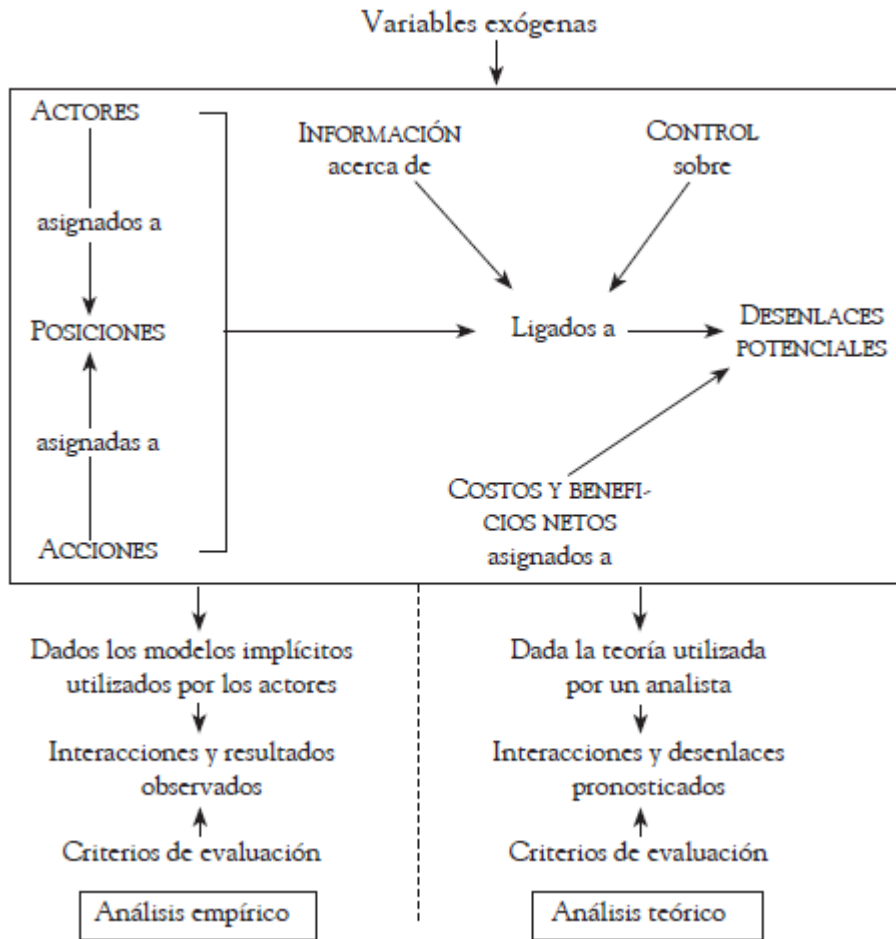 Variables exógenas
ACTORES
asignados a
POSICIONES
asignadas a
ACCIONES
INFORMACIÓN
acerca de
CONTROL
sobre
Ligados a
DESENLACES
POTENCIALES
COSTOS Y BENEFI-
CIOS NETOS
asignados a
Dados los modelos implícitos
utilizados por los actores
Interacciones y resultados
observados
Criterios de evaluación
Análisis empírico
Dada la teoría utilizada
por un analista
Interacciones y desenlaces
pronosticados
Criterios de evaluación
Análisis teórico